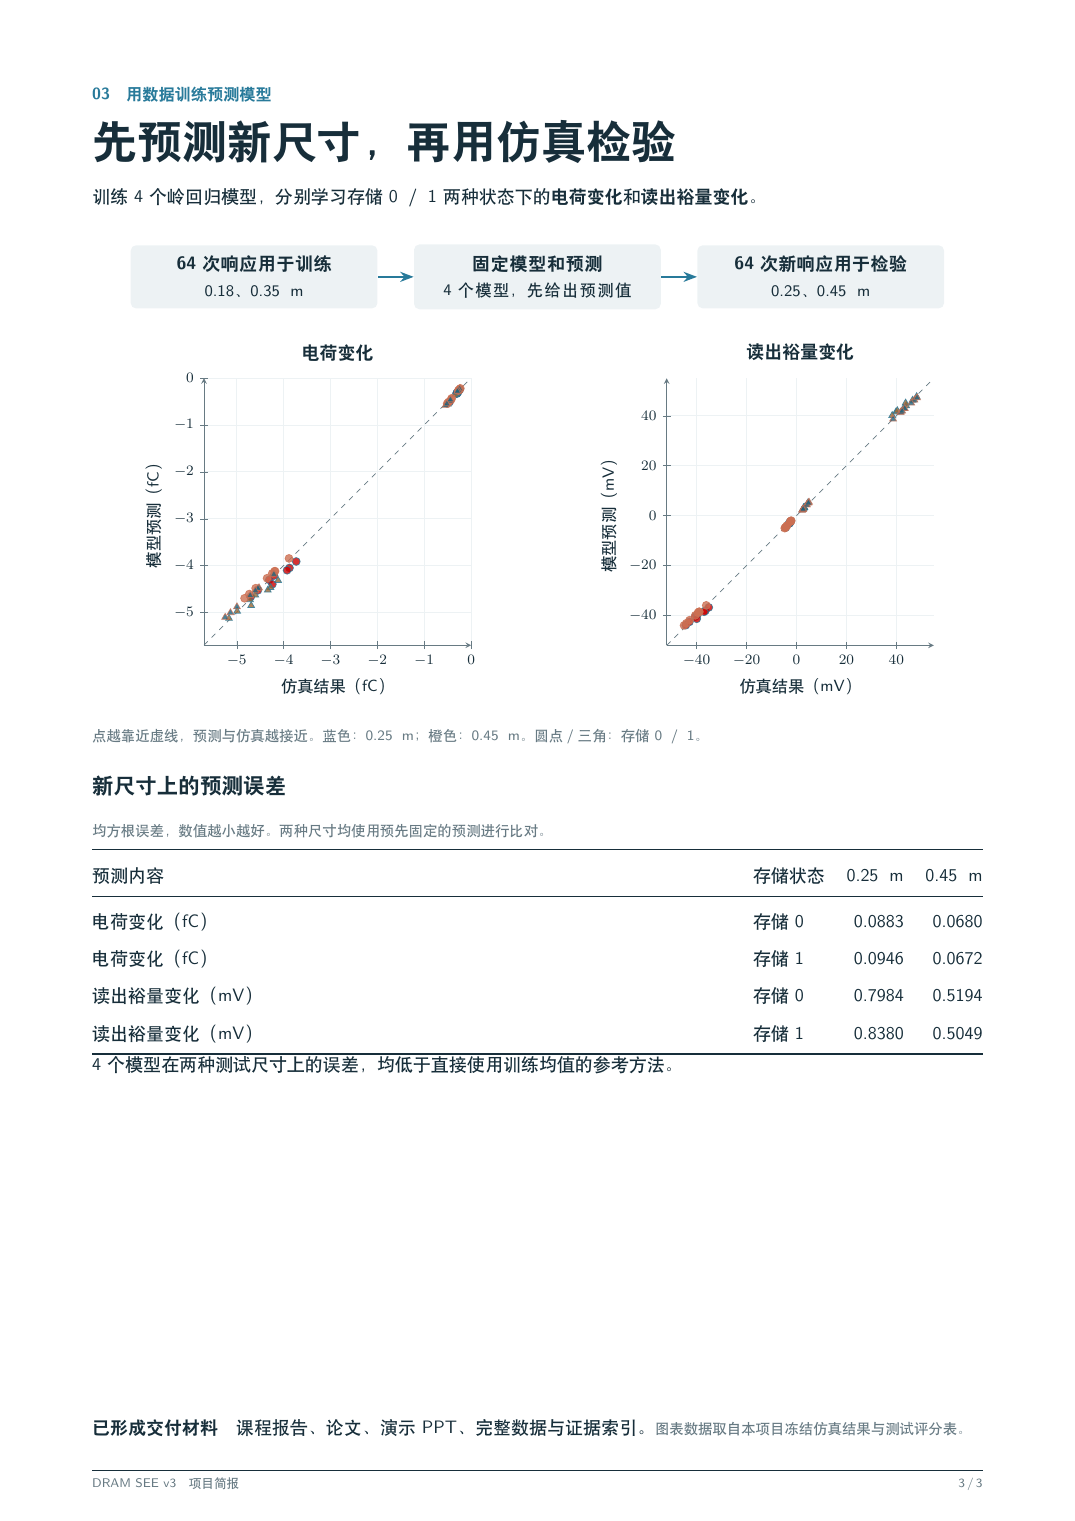 03 用数据训练预测模型
先预测新尺寸，再用仿真检验
训练 4 个岭回归模型，分别学习存储 0 / 1 两种状态下的电荷变化和读出裕量变化。
64 次响应用于训练
0.18、0.35 m
固定模型和预测
4 个模型，先给出预测值
64 次新响应用于检验
0.25、0.45 m
电荷变化
模型预测（fC）
0
−1
−2
−3
−4
−5
−5 −4 −3 −2 −1 0
仿真结果（fC）
读出裕量变化
模型预测（mV）
40
20
0
−20
−40
−40 −20 0 20 40
仿真结果（mV）
点越靠近虚线，预测与仿真越接近。蓝色：0.25 m；橙色：0.45 m。圆点 / 三角：存储 0 / 1。
新尺寸上的预测误差
均方根误差，数值越小越好。两种尺寸均使用预先固定的预测进行比对。
预测内容 存储状态 0.25 m 0.45 m
电荷变化（fC） 存储 0 0.0883 0.0680
电荷变化（fC） 存储 1 0.0946 0.0672
读出裕量变化（mV） 存储 0 0.7984 0.5194
读出裕量变化（mV） 存储 1 0.8380 0.5049
4 个模型在两种测试尺寸上的误差，均低于直接使用训练均值的参考方法。
已形成交付材料 课程报告、论文、演示 PPT、完整数据与证据索引。图表数据取自本项目冻结仿真结果与测试评分表。
DRAM SEE v3 项目简报 3 / 3